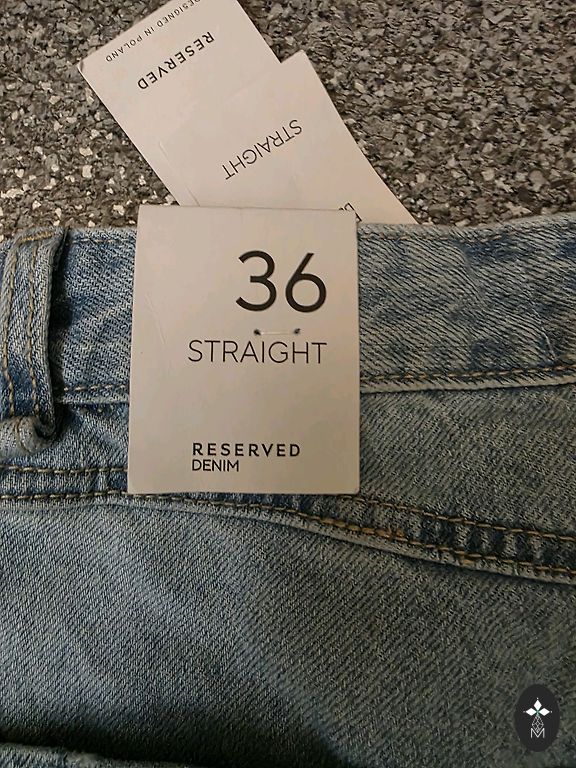 DESIGNED IN POLAND
RESERVED
STRAIGHT
36
STRAIGHT
RESERVED
DENIM
M